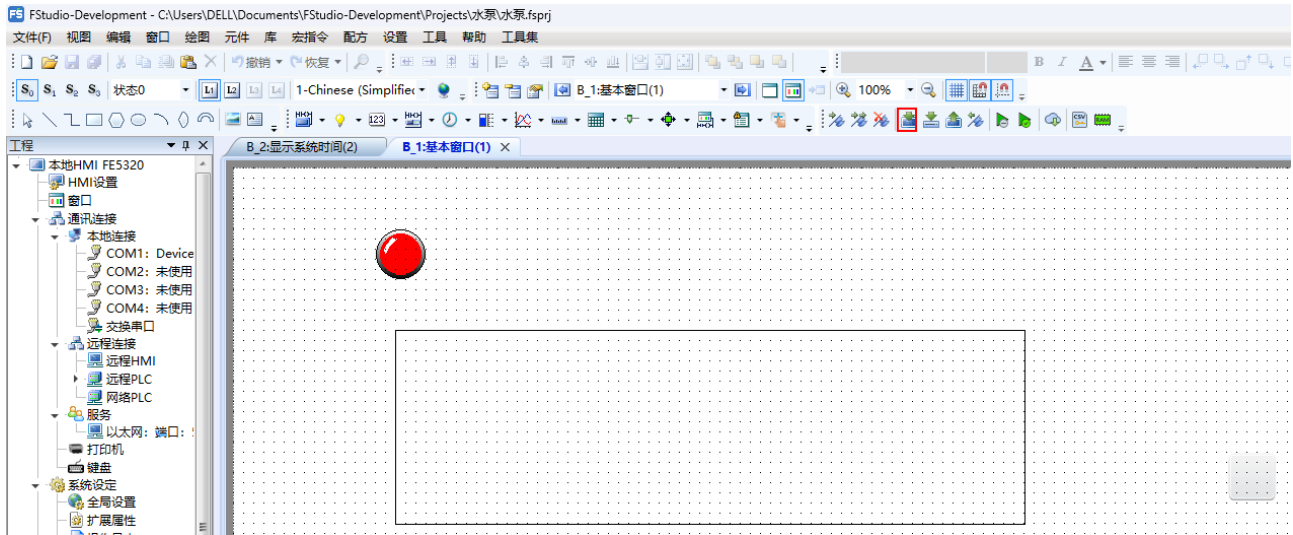 FS FStudio-Development - C:\Users\DELL\Documents\FStudio-Development\Projects\水泵\水泵.fsprj
文件(F) 视图 编辑 窗口 绘图 元件 库 宏指令 配方 设置 工具 帮助 工具集
撤销 恢复 B I A
S0 S1 S2 S3 状态0 L1 L2 L3 L4 1-Chinese (Simplified B_1:基本窗口(1) 100%
123 CSV
工程 B_2:显示系统时间(2) B_1:基本窗口(1)
本地HMI FE5320
HMI设置
窗口
通讯连接
本地连接
COM1: Device
COM2: 未使用
COM3: 未使用
COM4: 未使用
交换串口
远程连接
远程HMI
远程PLC
网络PLC
服务
以太网: 端口:
打印机
键盘
系统设定
全局设置
扩展属性